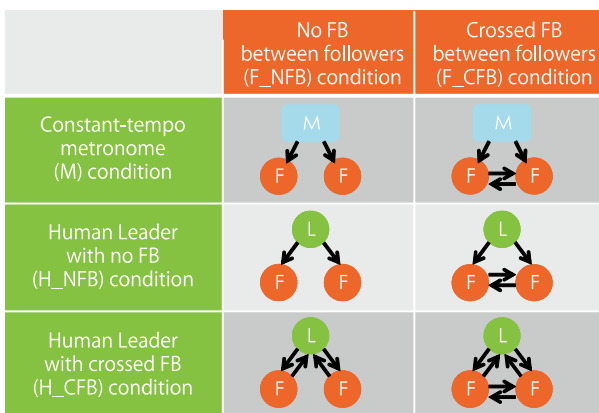 No FB
between followers
(F_NFB) condition
Crossed FB
between followers
(F_CFB) condition
Constant-tempo
metronome
(M) condition
M
F F
M
F F
Human Leader
with no FB
(H_NFB) condition
L
F F
L
F F
Human Leader
with crossed FB
(H_CFB) condition
L
F F
L
F F